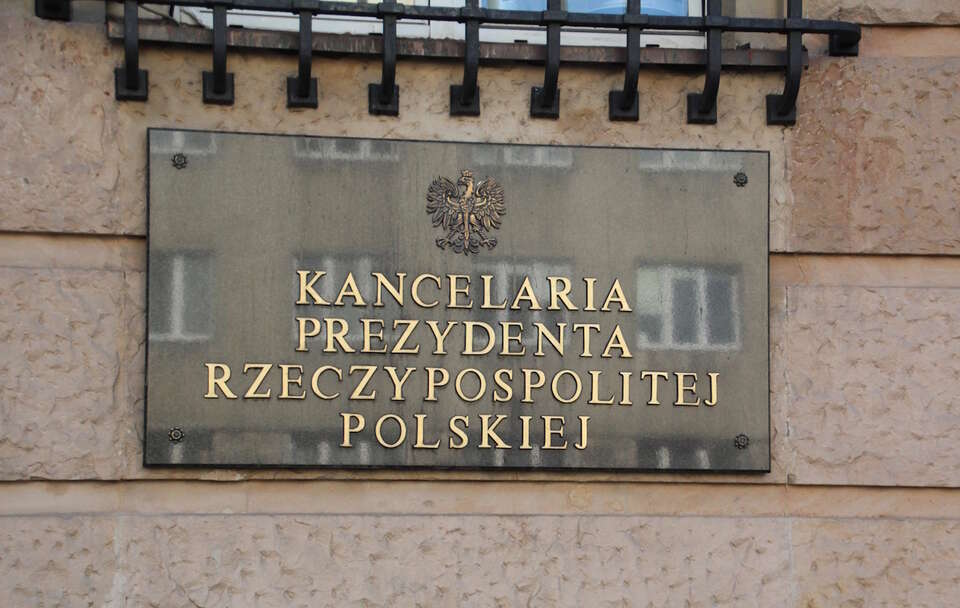 KANCELARIA
PREZYDENTA
RZECZYPOSPOLITEJ
POLSKIEJ